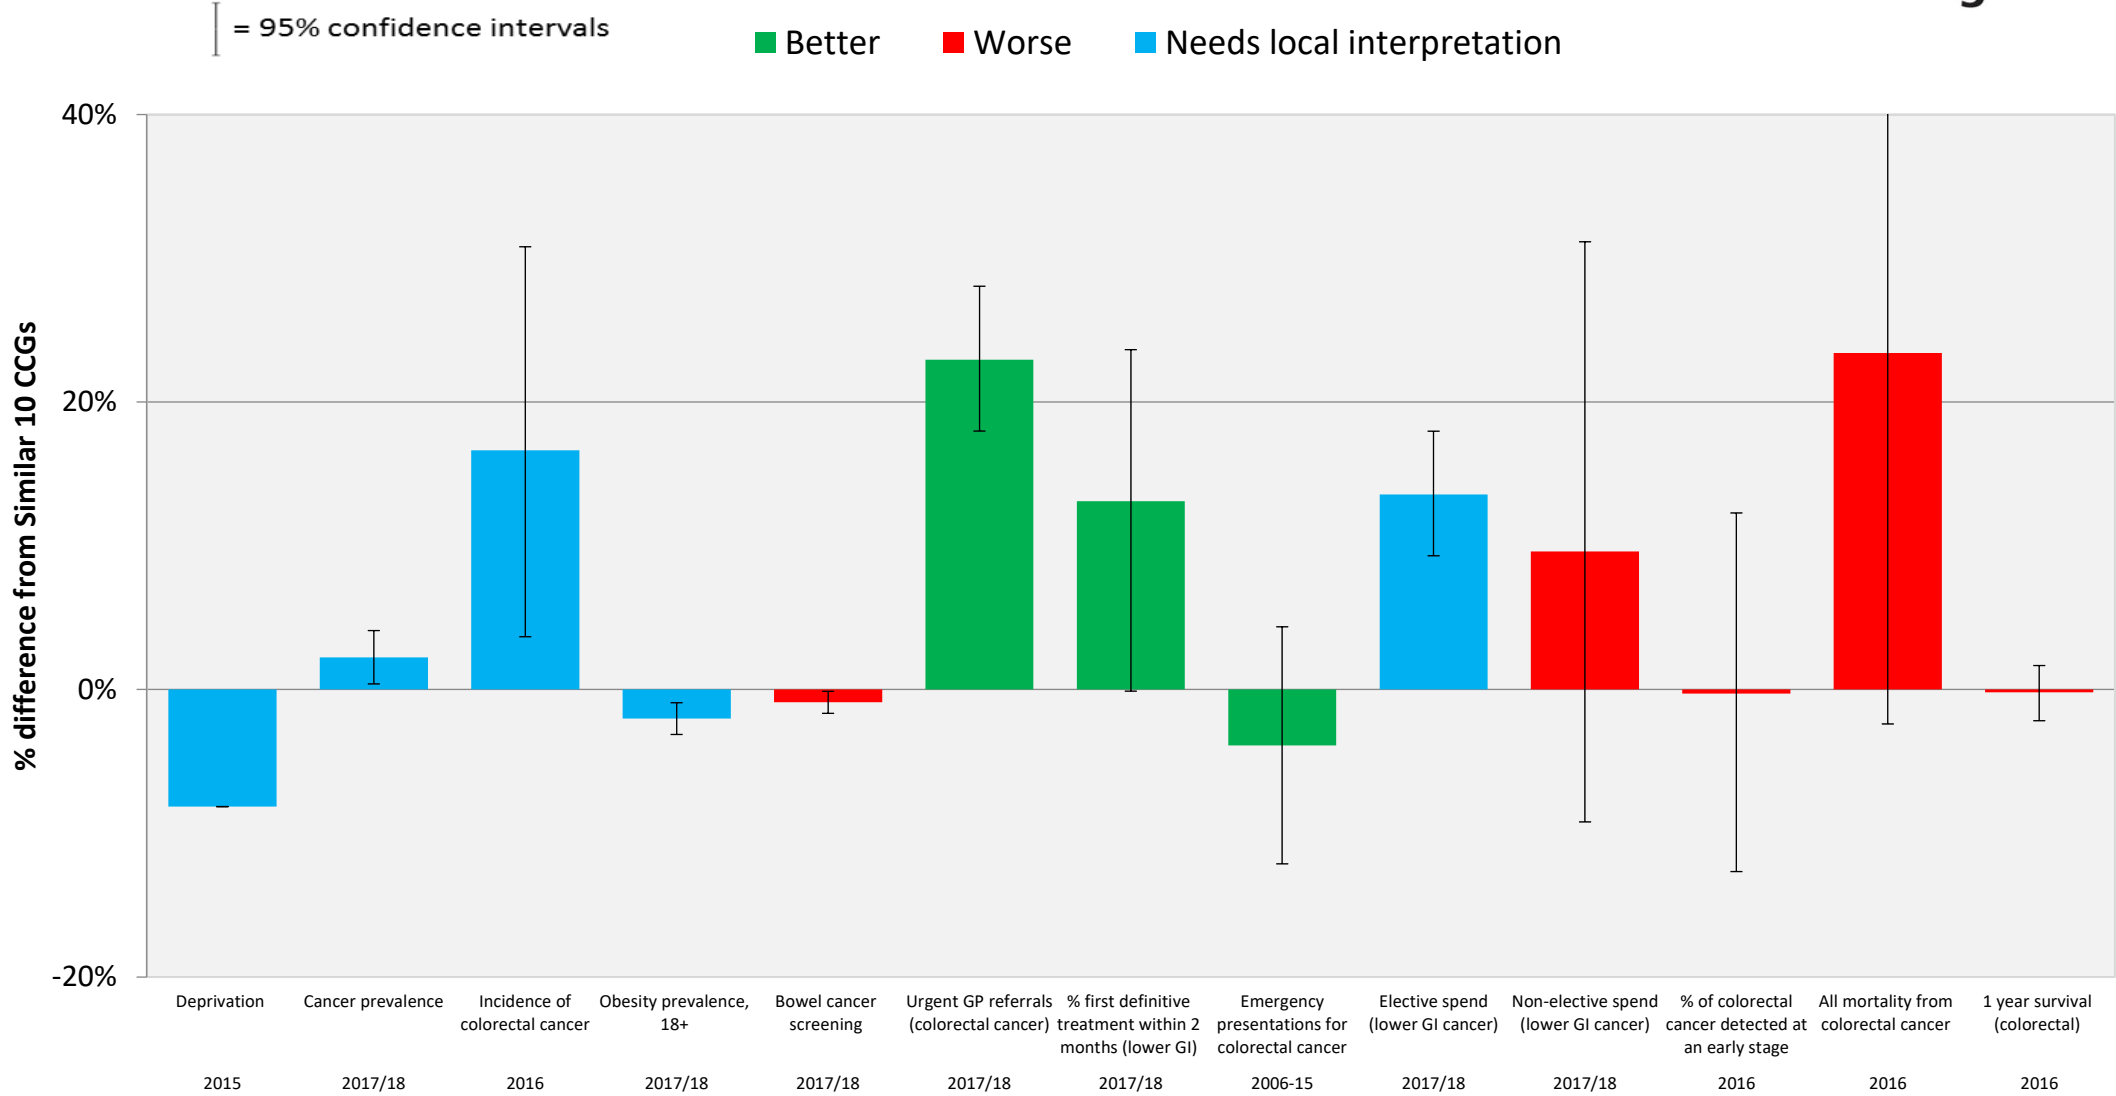 = 95% confidence intervals
Better Worse Needs local interpretation
40%
20%
0%
-20%
% difference from Similar 10 CCGs
Deprivation
2015
Cancer prevalence
2017/18
Incidence of
colorectal cancer
2016
Obesity prevalence,
18+
2017/18
Bowel cancer
screening
2017/18
Urgent GP referrals
(colorectal cancer)
2017/18
% first definitive
treatment within 2
months (lower GI)
2017/18
Emergency
presentations for
colorectal cancer
2006-15
Elective spend
(lower GI cancer)
2017/18
Non-elective spend
(lower GI cancer)
2017/18
% of colorectal
cancer detected at
an early stage
2016
All mortality from
colorectal cancer
2016
1 year survival
(colorectal)
2016